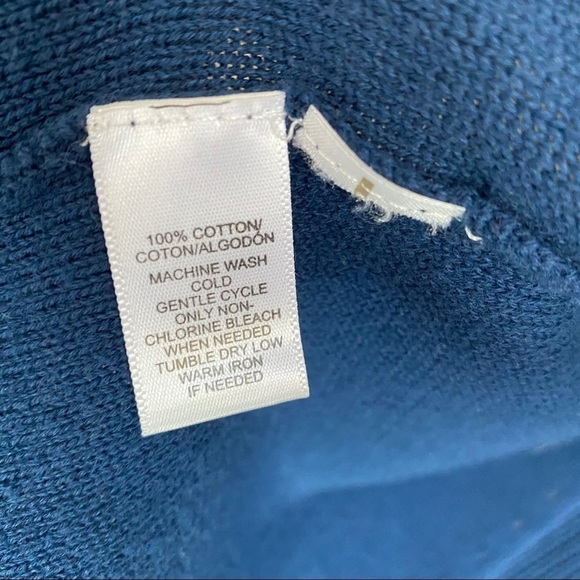 100% COTTON/
COTON/ALGODÓN
MACHINE WASH
COLD
GENTLE CYCLE
ONLY NON-
CHLORINE BLEACH
WHEN NEEDED
TUMBLE DRY LOW
WARM IRON
IF NEEDED